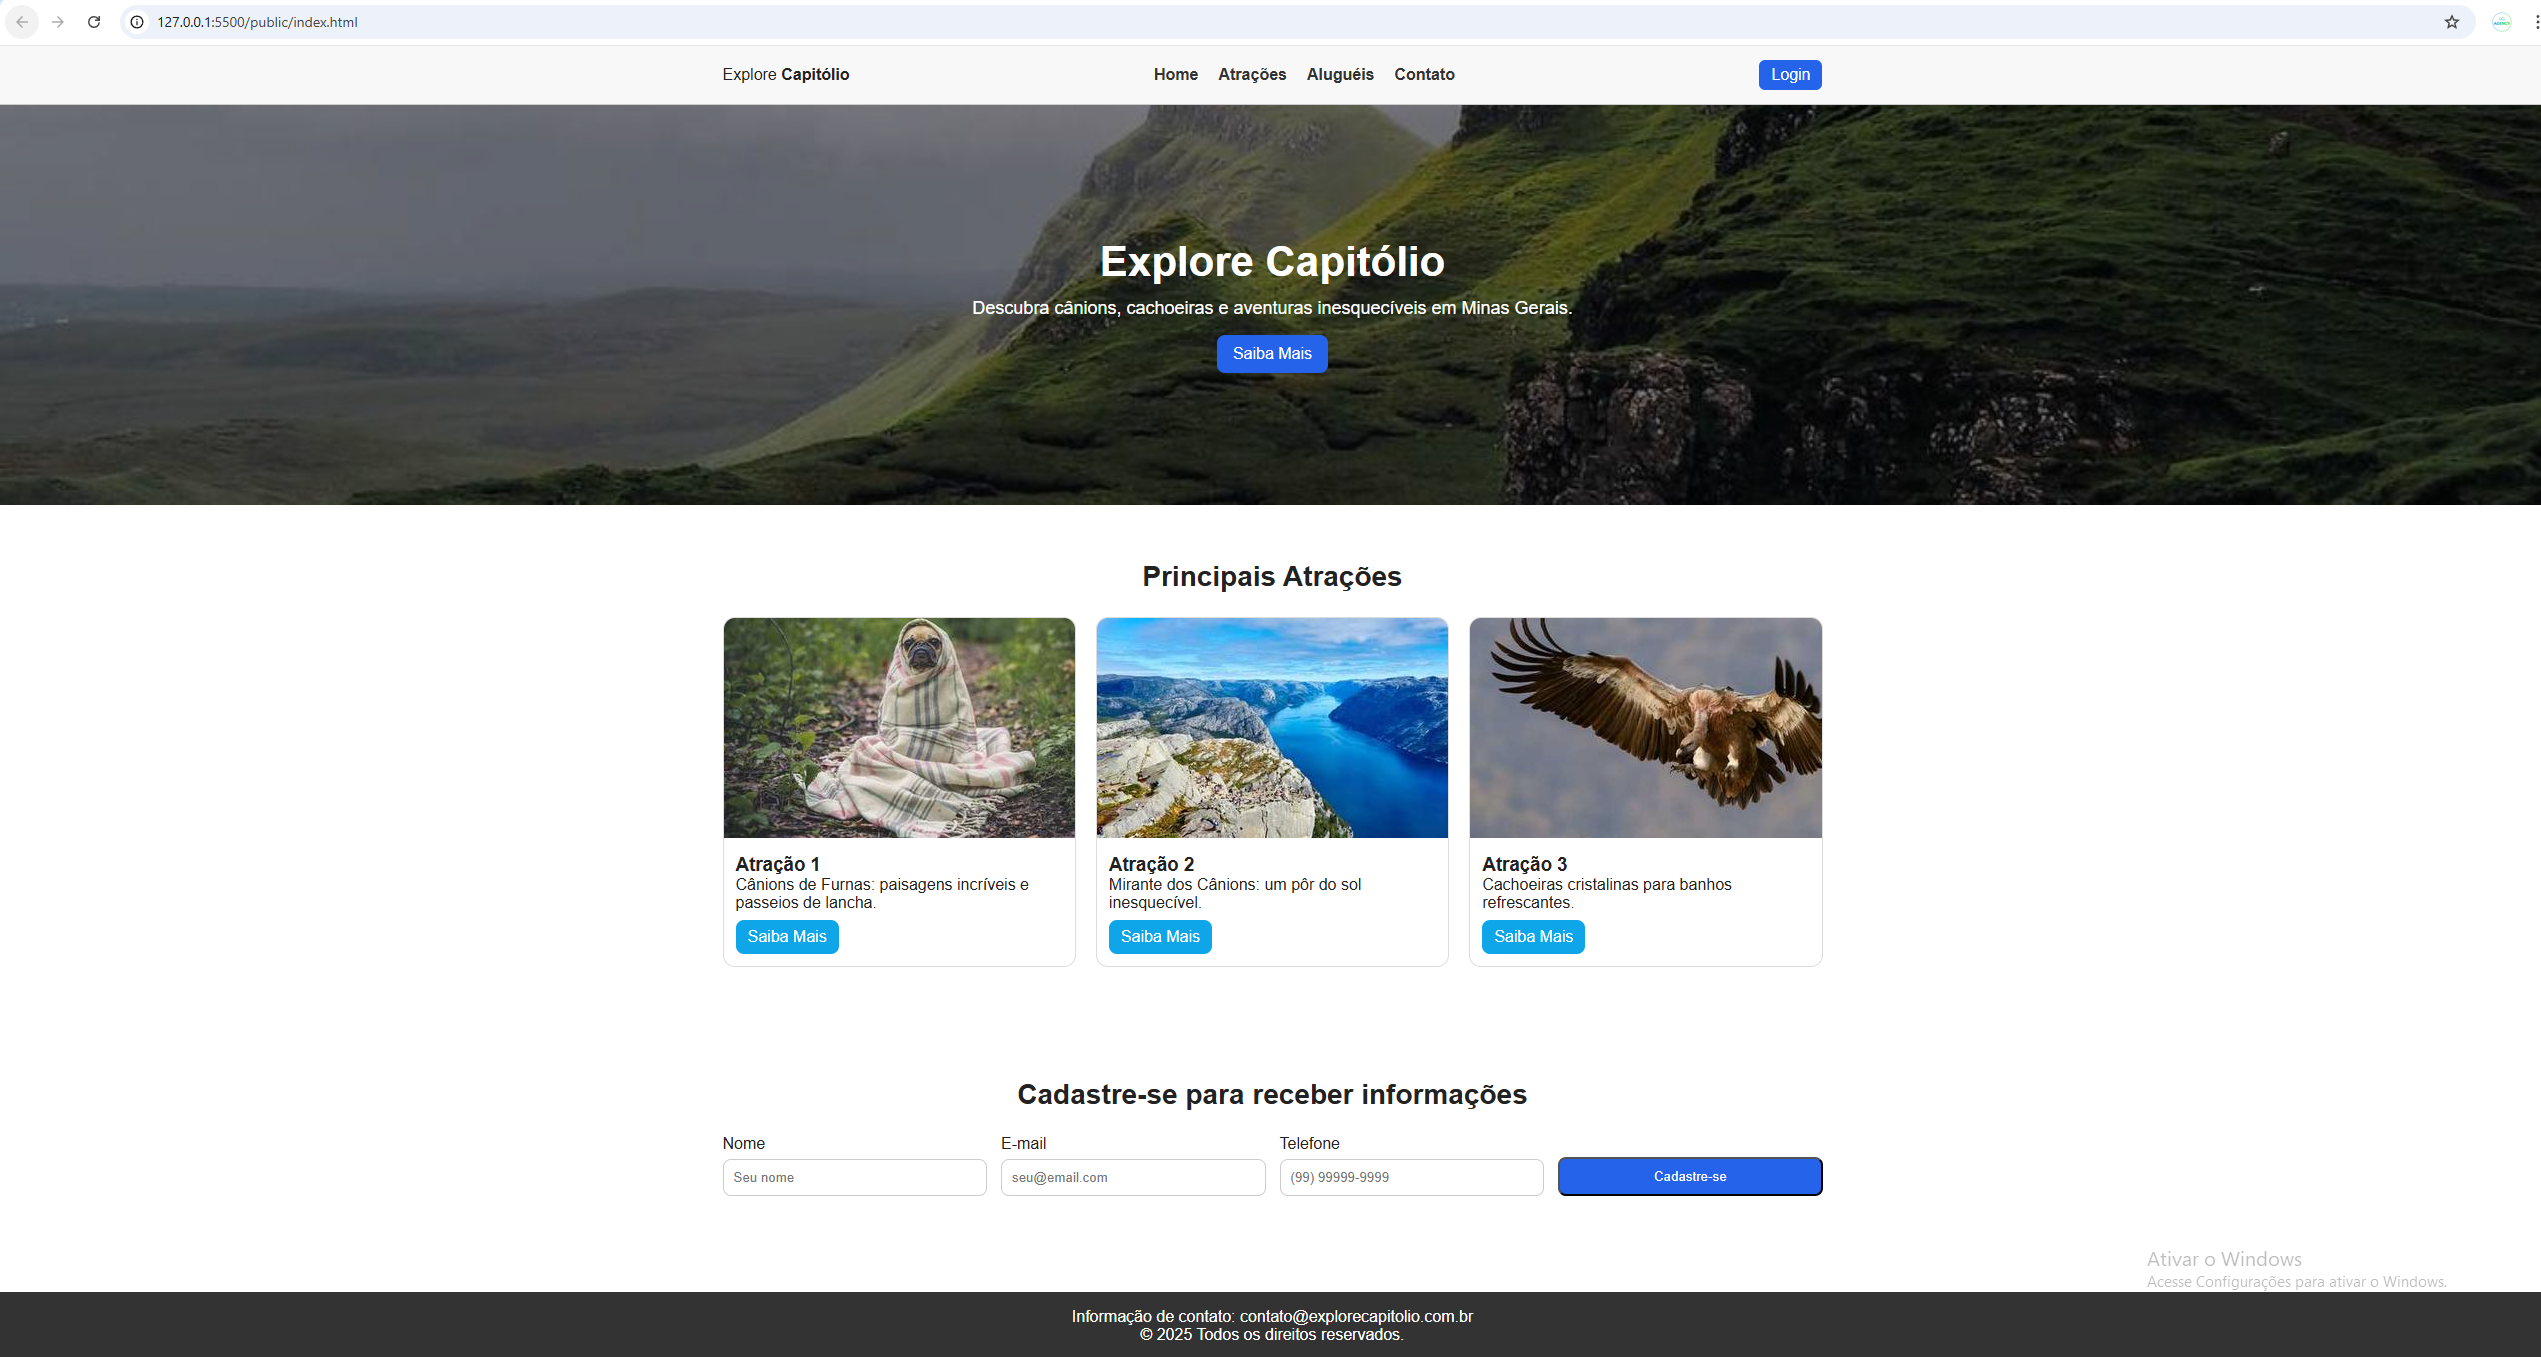 127.0.0.1:5500/public/index.html
Explore Capitólio
Home Atrações Aluguéis Contato
Login
Explore Capitólio
Descubra cânions, cachoeiras e aventuras inesquecíveis em Minas Gerais.
Saiba Mais
Principais Atrações
Atração 1
Cânions de Furnas: paisagens incríveis e
passeios de lancha.
Saiba Mais
Atração 2
Mirante dos Cânions: um pôr do sol
inesquecível.
Saiba Mais
Atração 3
Cachoeiras cristalinas para banhos
refrescantes.
Saiba Mais
Cadastre-se para receber informações
Nome
Seu nome
E-mail
seu@email.com
Telefone
(99) 99999-9999
Cadastre-se
Ativar o Windows
Acesse Configurações para ativar o Windows.
Informação de contato: contato@explorecapitolio.com.br
© 2025 Todos os direitos reservados.